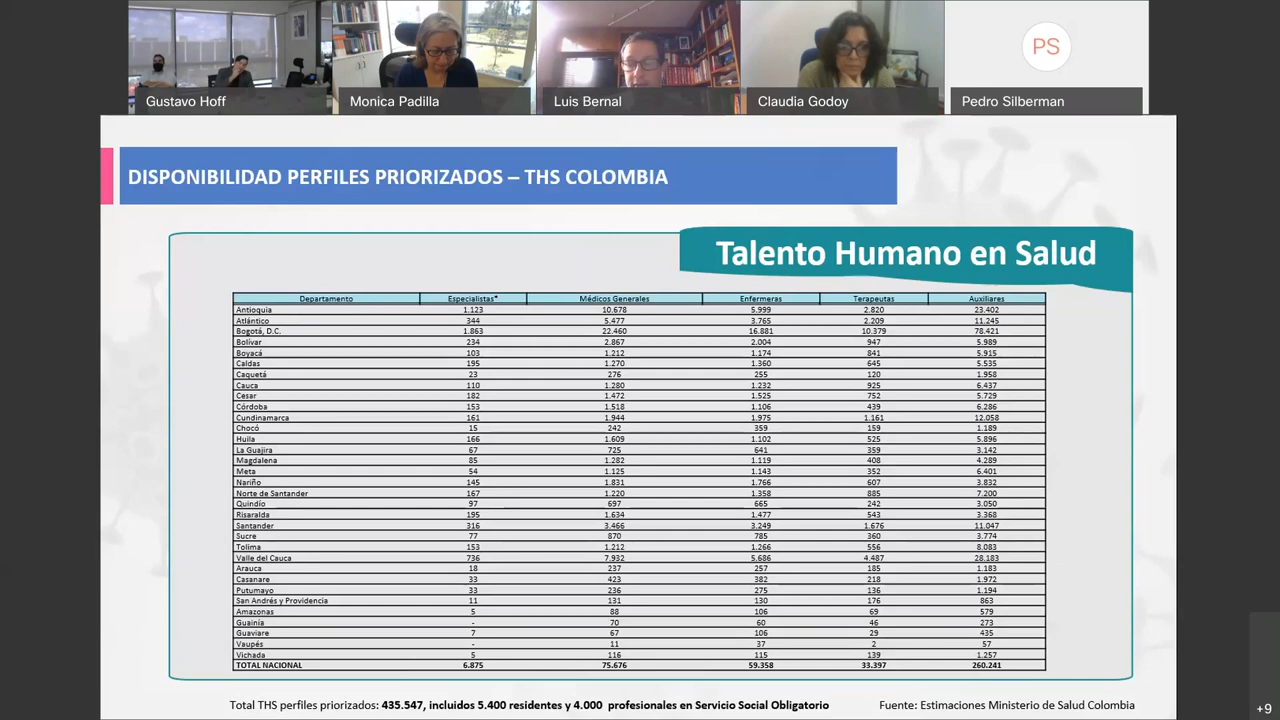 Gustavo Hoff
Monica Padilla
Luis Bernal
Claudia Godoy
PS
Pedro Silberman
DISPONIBILIDAD PERFILES PRIORIZADOS – THS COLOMBIA
Talento Humano en Salud
Departamento Especialistas* Médicos Generales Enfermeras Terapeutas Auxiliares
Antioquia 1.123 10.678 5.999 2.820 23.402
Atlántico 344 5.477 3.765 2.209 11.245
Bogotá, D.C. 1.863 22.460 16.881 10.379 78.421
Bolívar 234 2.867 2.004 947 5.989
Boyacá 103 1.212 1.174 841 5.915
Caldas 195 1.270 1.360 645 5.535
Caquetá 23 276 255 120 1.958
Cauca 110 1.280 1.232 925 6.437
Cesar 182 1.472 1.525 752 5.729
Córdoba 153 1.518 1.106 439 6.286
Cundinamarca 161 1.944 1.975 1.161 12.058
Chocó 15 242 359 159 1.189
Huila 166 1.609 1.102 525 5.896
La Guajira 67 725 641 359 3.142
Magdalena 85 1.282 1.119 408 4.289
Meta 54 1.125 1.143 352 6.401
Nariño 145 1.831 1.766 607 3.832
Norte de Santander 167 1.220 1.358 885 7.200
Quindío 97 697 665 242 3.050
Risaralda 195 1.634 1.477 543 3.368
Santander 316 3.466 3.249 1.676 11.047
Sucre 77 870 785 360 3.774
Tolima 153 1.212 1.266 556 8.083
Valle del Cauca 736 7.932 5.686 4.487 28.183
Arauca 18 237 257 185 1.183
Casanare 33 423 382 218 1.972
Putumayo 33 236 275 136 1.194
San Andrés y Providencia 11 131 130 176 863
Amazonas 5 88 106 69 579
Guainía - 70 60 46 273
Guaviare 7 67 106 29 435
Vaupés - 11 37 2 57
Vichada 5 116 115 139 1.257
TOTAL NACIONAL 6.875 75.676 59.358 33.397 260.241
Total THS perfiles priorizados: 435.547, incluidos 5.400 residentes y 4.000 profesionales en Servicio Social Obligatorio
Fuente: Estimaciones Ministerio de Salud Colombia
+9